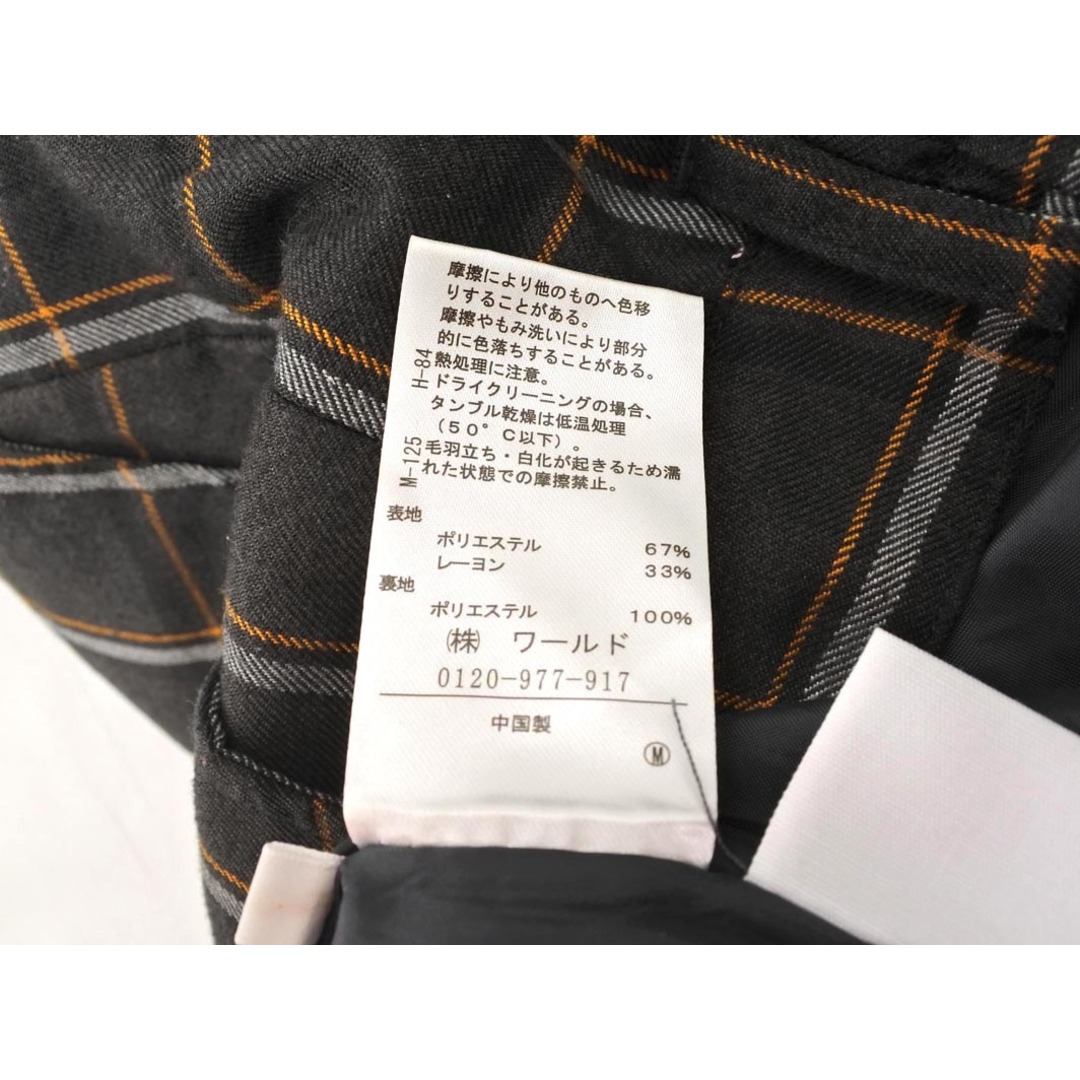 摩擦により他のものへ色移
りすることがある。
摩擦やもみ洗いにより部分
的に色落ちすることがある。
熱処理に注意。
H-84
ドライクリーニングの場合、
タンブル乾燥は低温処理
(50°C以下)。
毛羽立ち・白化が起きるため濡
れた状態での摩擦禁止。
M-125
表地
ポリエステル 67%
レーヨン 33%
裏地
ポリエステル 100%
㈱ ワールド
0120-977-917
中国製
Ⓜ